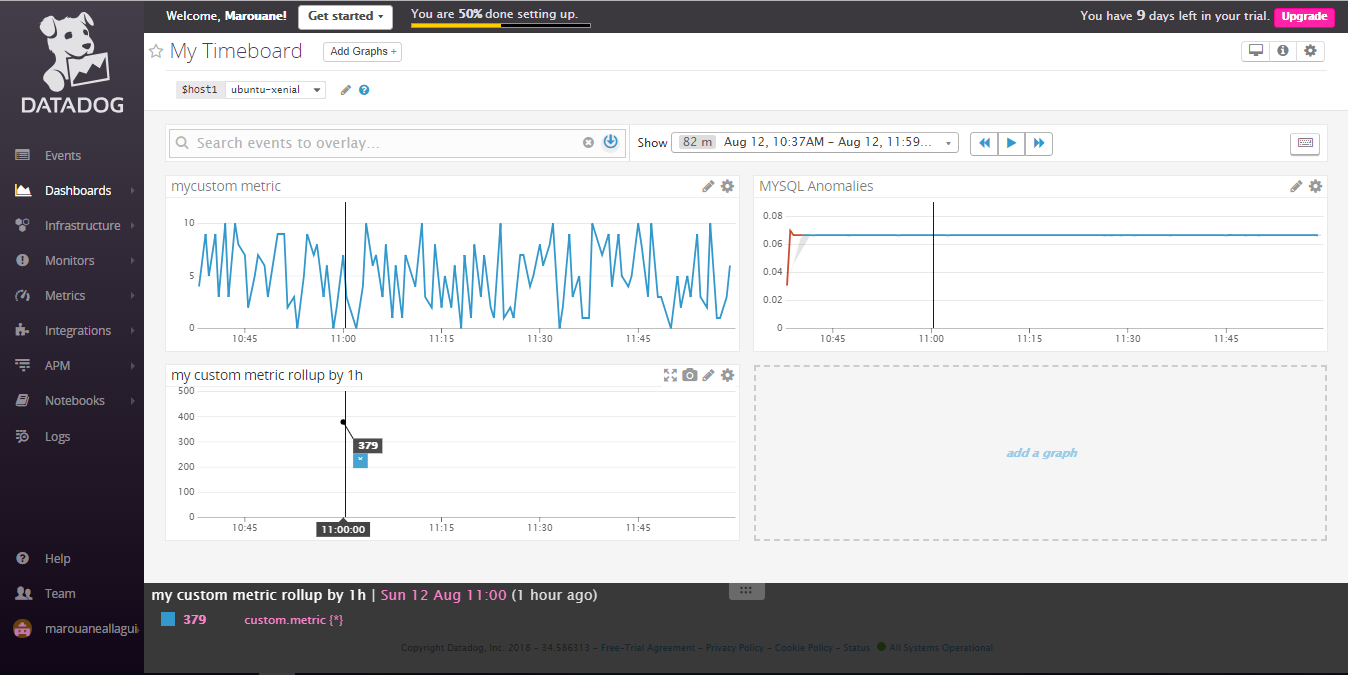 Welcome, Marouane!
Get started
You are 50% done setting up.
You have 9 days left in your trial.
Upgrade
DATADOG
Events
Dashboards
Infrastructure
Monitors
Metrics
Integrations
APM
Notebooks
Logs
Help
Team
marouaneallagui
My Timeboard
Add Graphs +
$host1 ubuntu-xenial
Search events to overlay...
Show 82 m Aug 12, 10:37AM – Aug 12, 11:59...
mycustom metric
10
5
0
10:45 11:00 11:15 11:30 11:45
MYSQL Anomalies
0.08
0.06
0.04
0.02
0
10:45 11:00 11:15 11:30 11:45
my custom metric rollup by 1h
500
400
300
200
100
0
379
*
10:45 11:00:00 11:15 11:30 11:45
add a graph
my custom metric rollup by 1h | Sun 12 Aug 11:00 (1 hour ago)
379 custom.metric {*}
Copyright Datadog, Inc. 2018 - 34.586313 - Free-Trial Agreement - Privacy Policy - Cookie Policy - Status All Systems Operational